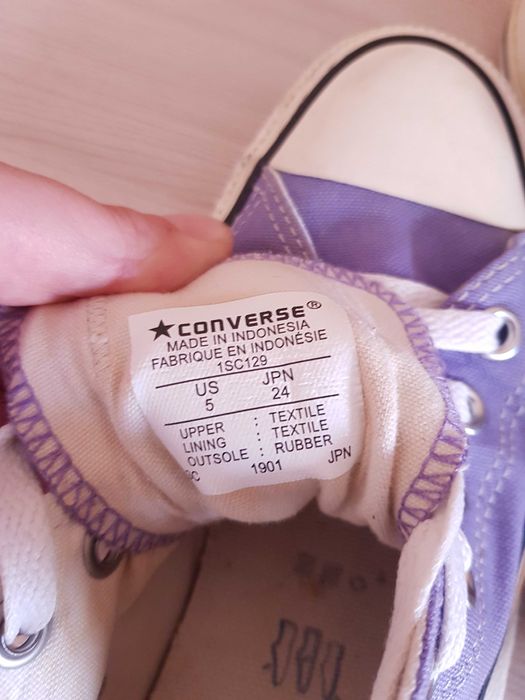 ★CONVERSE®
MADE IN INDONESIA
FABRIQUE EN INDONÉSIE
1SC129
US JPN
5 24
UPPER : TEXTILE
LINING : TEXTILE
OUTSOLE : RUBBER
1901 JPN